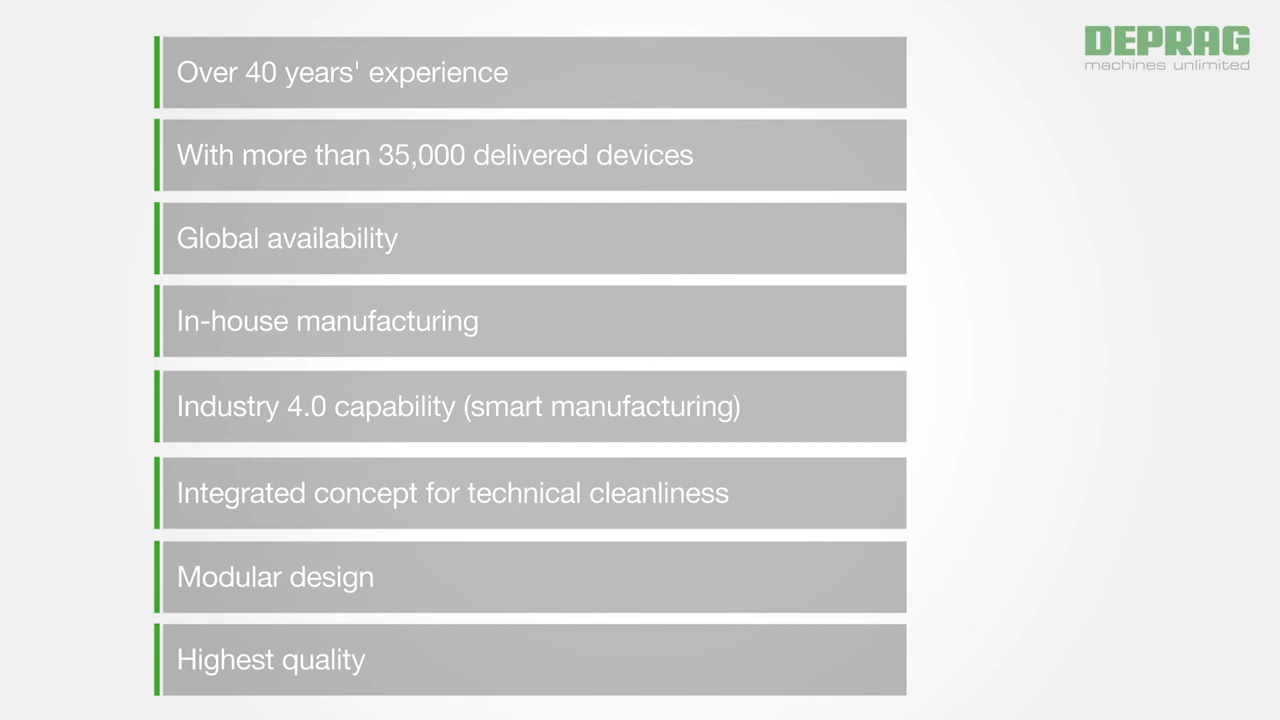 DEPRAG
machines unlimited
Over 40 years' experience
With more than 35,000 delivered devices
Global availability
In-house manufacturing
Industry 4.0 capability (smart manufacturing)
Integrated concept for technical cleanliness
Modular design
Highest quality